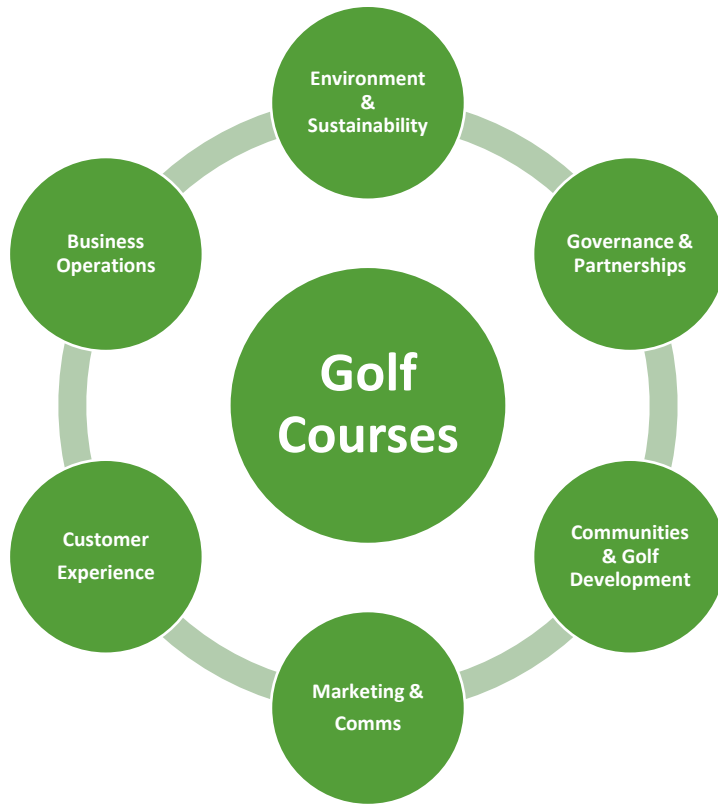 Environment
&
Sustainability
Governance &
Partnerships
Communities
& Golf
Development
Marketing &
Comms
Customer
Experience
Business
Operations
Golf
Courses